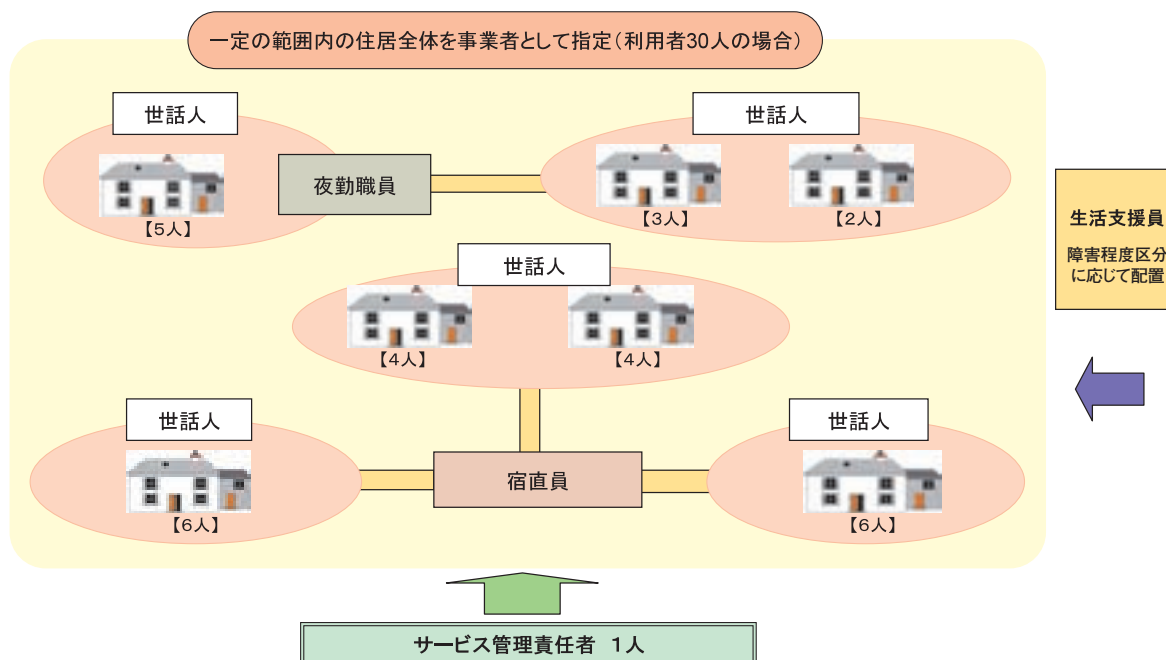 一定の範囲内の住居全体を事業者として指定（利用者30人の場合）
世話人
世話人
夜勤職員
【5人】
【3人】
【2人】
生活支援員
障害程度区分
に応じて配置
世話人
【4人】
【4人】
世話人
世話人
宿直員
【6人】
【6人】
サービス管理責任者 1人